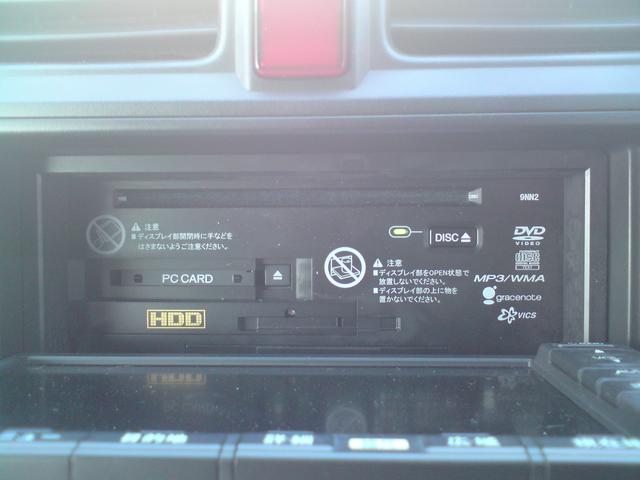 9NN2
⚠ 注意
■ディスプレイ部開閉時に手などを
はさまないようご注意ください。
DISC
DVD
VIDEO
disc
TEXT
PC CARD
⚠ 注意
■ディスプレイ部をOPEN状態で
放置しないでください。
■ディスプレイ部の上に物を
置かないでください。
MP3/WMA
gracenote
VICS
HDD